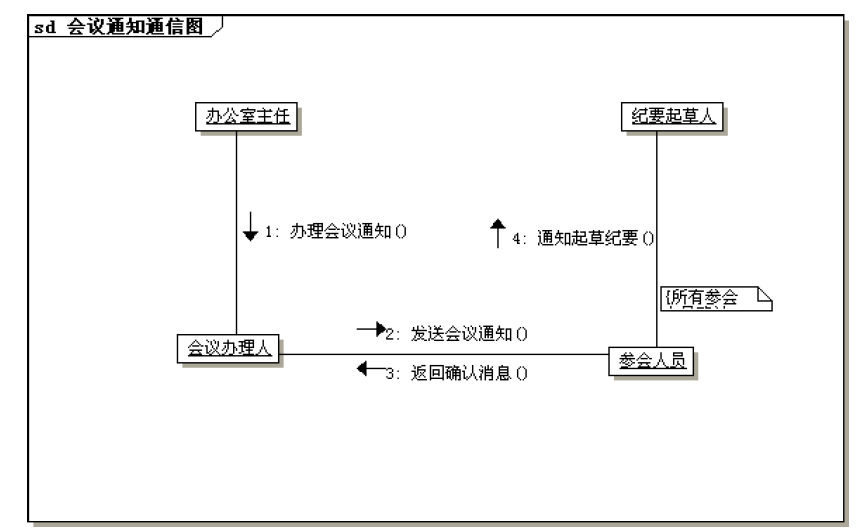 sd 会议通知通信图
办公室主任
纪要起草人
1: 办理会议通知()
4: 通知起草纪要()
{所有参会
2: 发送会议通知()
会议办理人
参会人员
3: 返回确认消息()